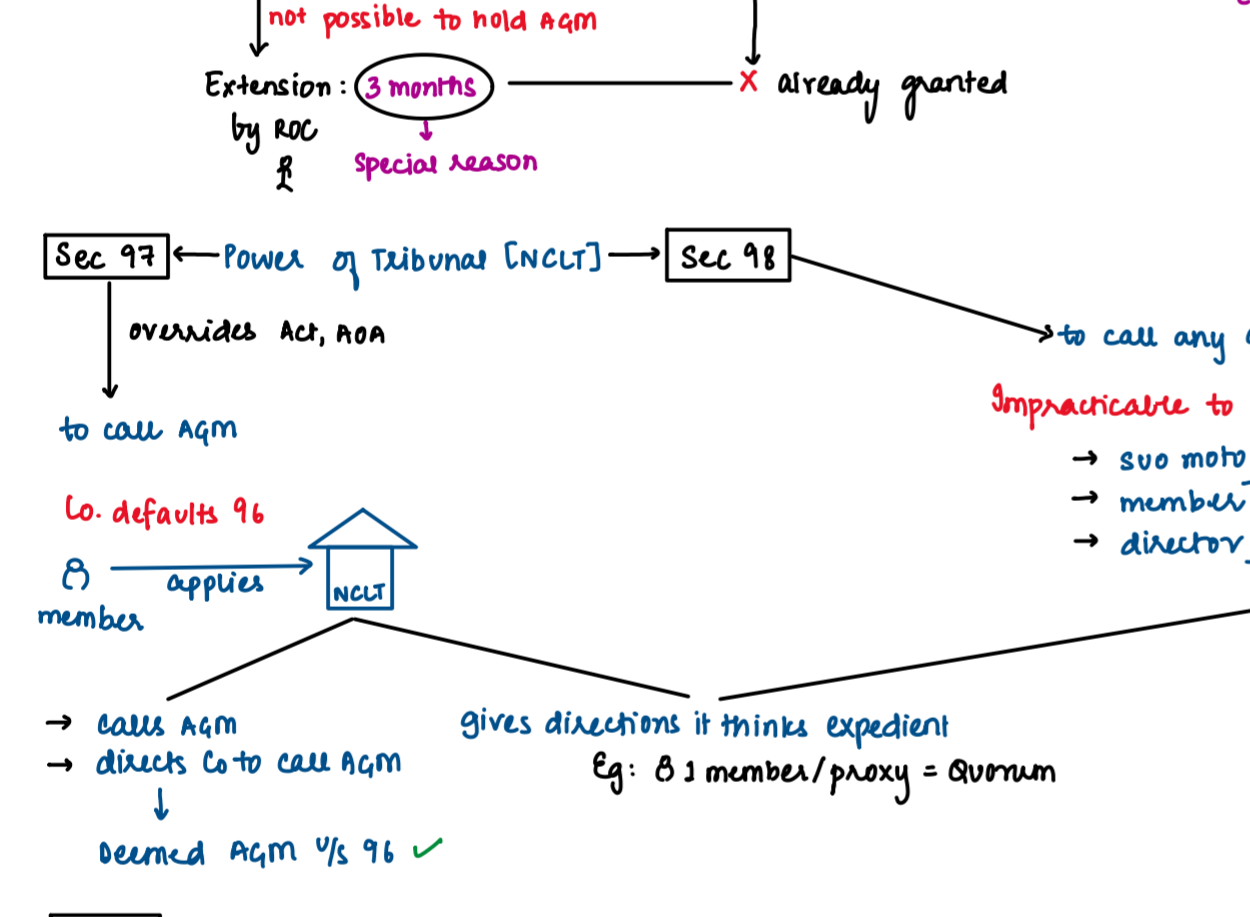 not possible to hold AGM
Extension : 3 months
X already granted
by ROC
Special reason
Sec 97
Power of Tribunal [NCLT]
Sec 98
overrides Act, AOA
to call any
to call AGM
Impracticable to
→ suo moto
→ member
→ director
Co. defaults 96
applies
NCLT
member
→ calls AGM
→ directs Co to call AGM
Deemed AGM u/s 96 ✓
gives directions it thinks expedient
Eg: 1 member/proxy = Quorum